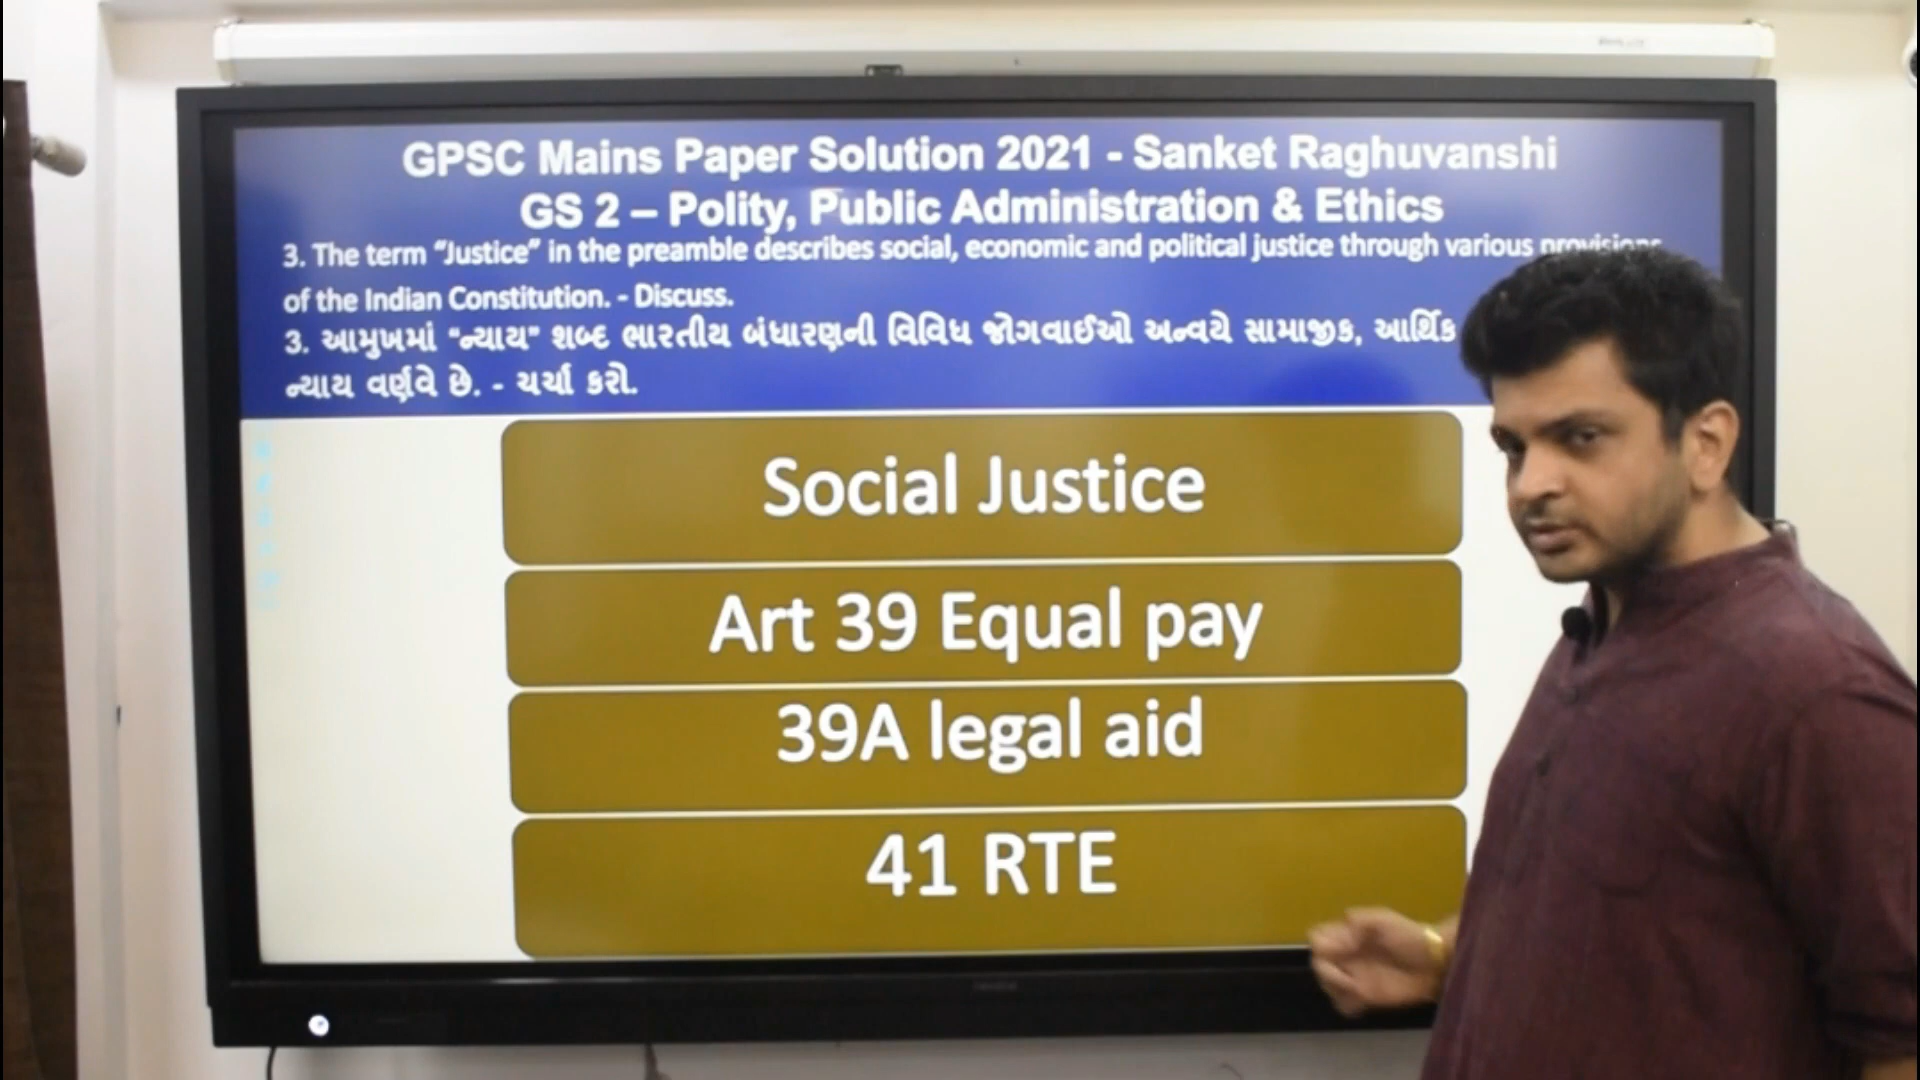 GPSC Mains Paper Solution 2021 - Sanket Raghuvanshi
GS 2 – Polity, Public Administration & Ethics
3. The term “Justice” in the preamble describes social, economic and political justice through various provisions
of the Indian Constitution. - Discuss.
3. આમુખમાં “ન્યાય” શબ્દ ભારતીય બંધારણની વિવિધ જોગવાઈઓ અન્વયે સામાજીક, આર્થિક
ન્યાય વર્ણવે છે. - ચર્ચા કરો.
Social Justice
Art 39 Equal pay
39A legal aid
41 RTE